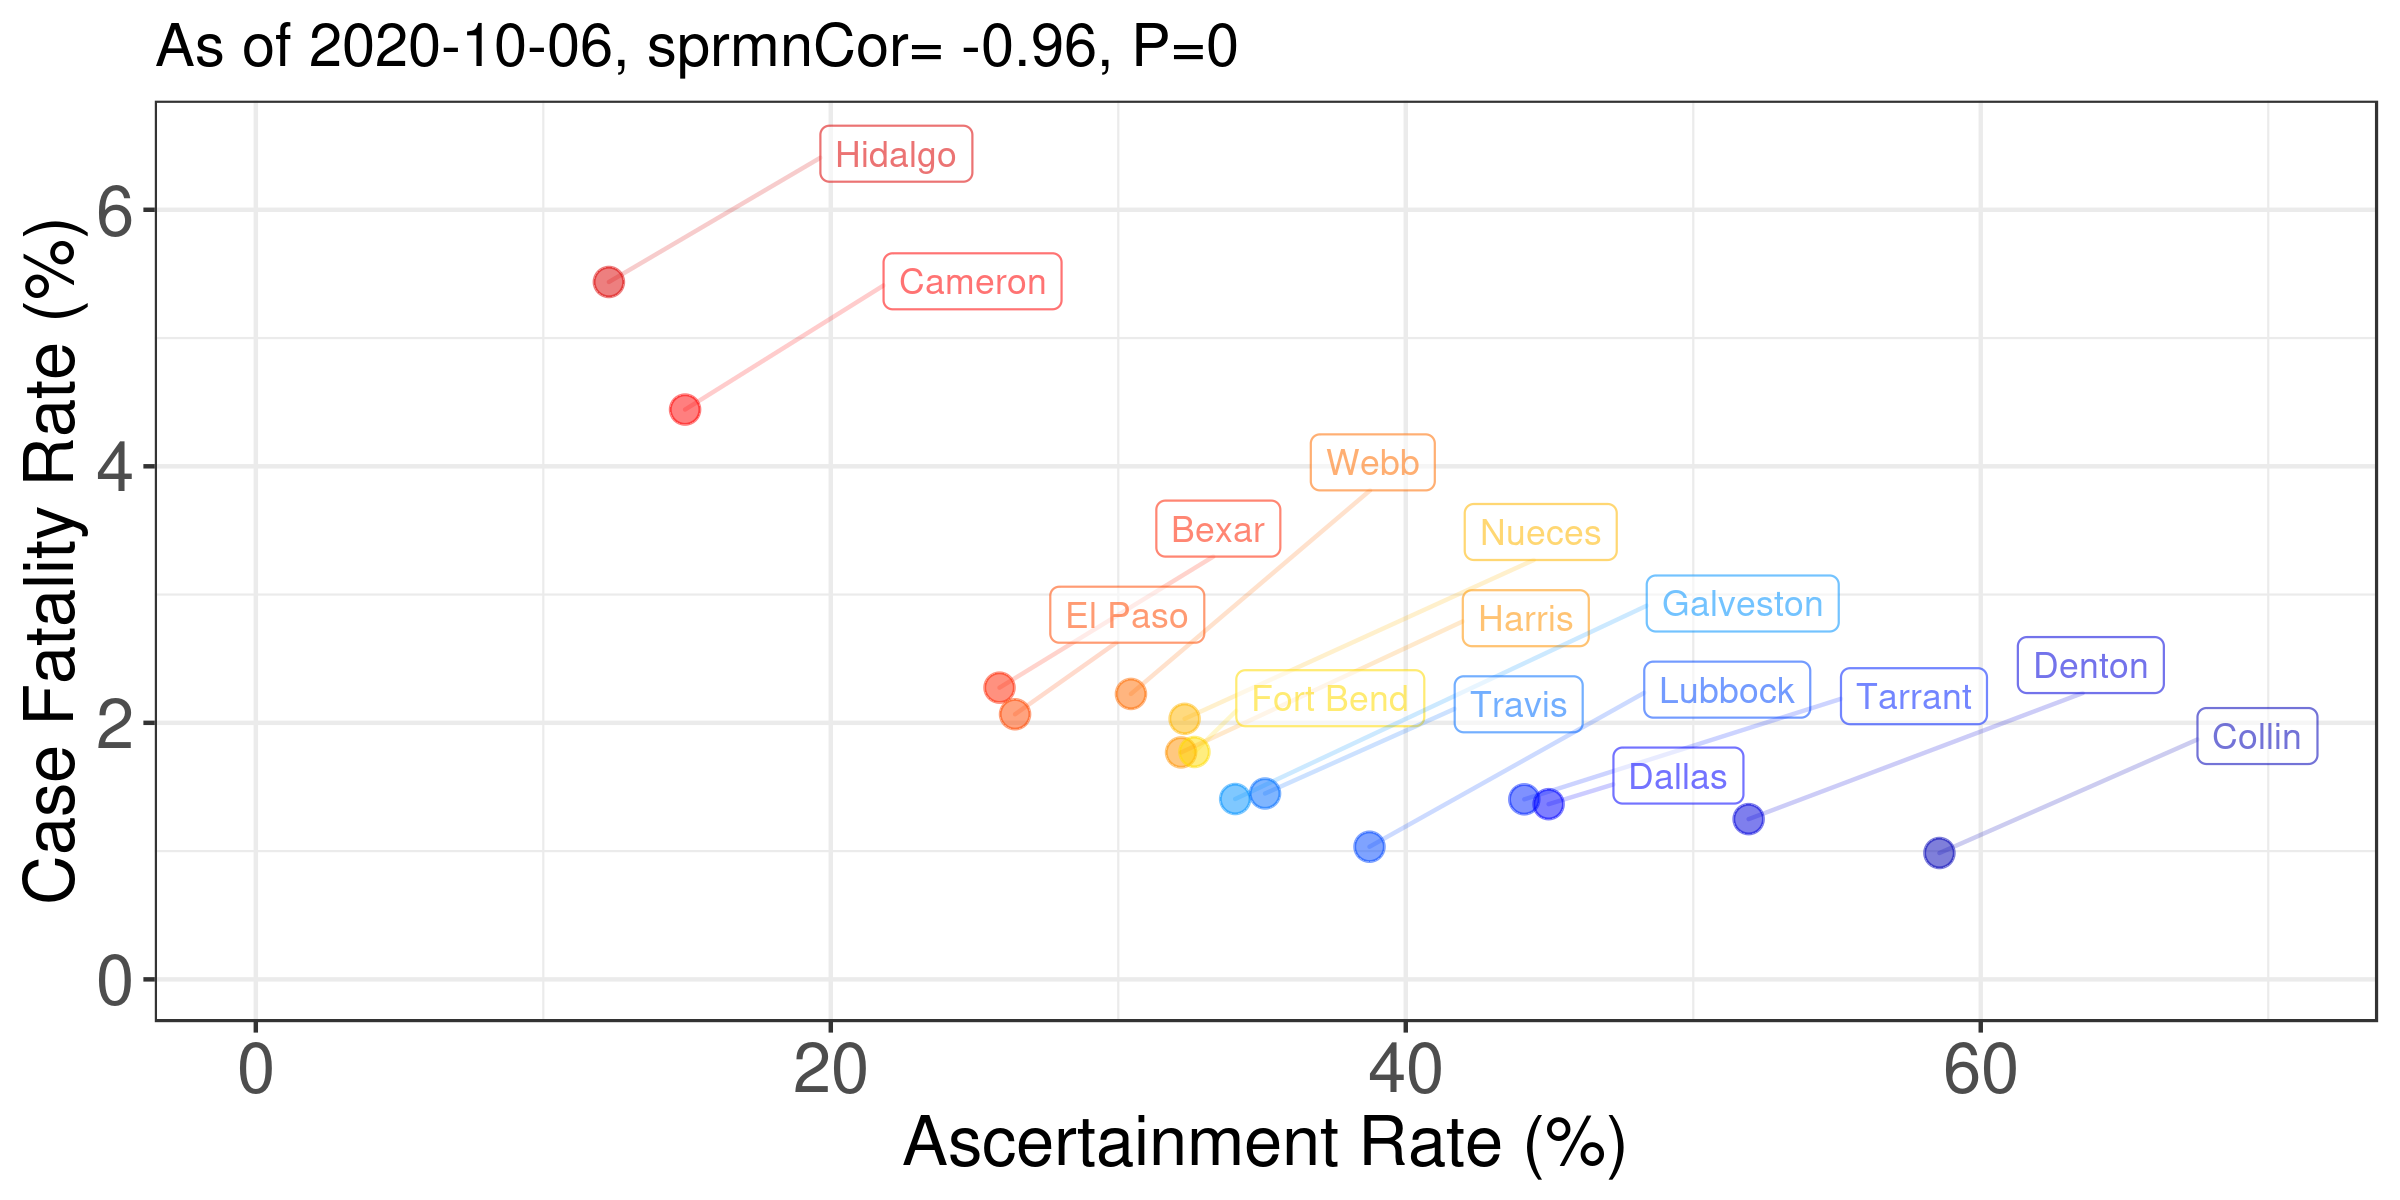 As of 2020-10-06, sprmnCor= -0.96, P=0
Case Fatality Rate (%)
6
4
2
0
Hidalgo
Cameron
Webb
Bexar
Nueces
El Paso
Harris
Galveston
Fort Bend
Travis
Lubbock
Tarrant
Denton
Dallas
Collin
0 20 40 60
Ascertainment Rate (%)